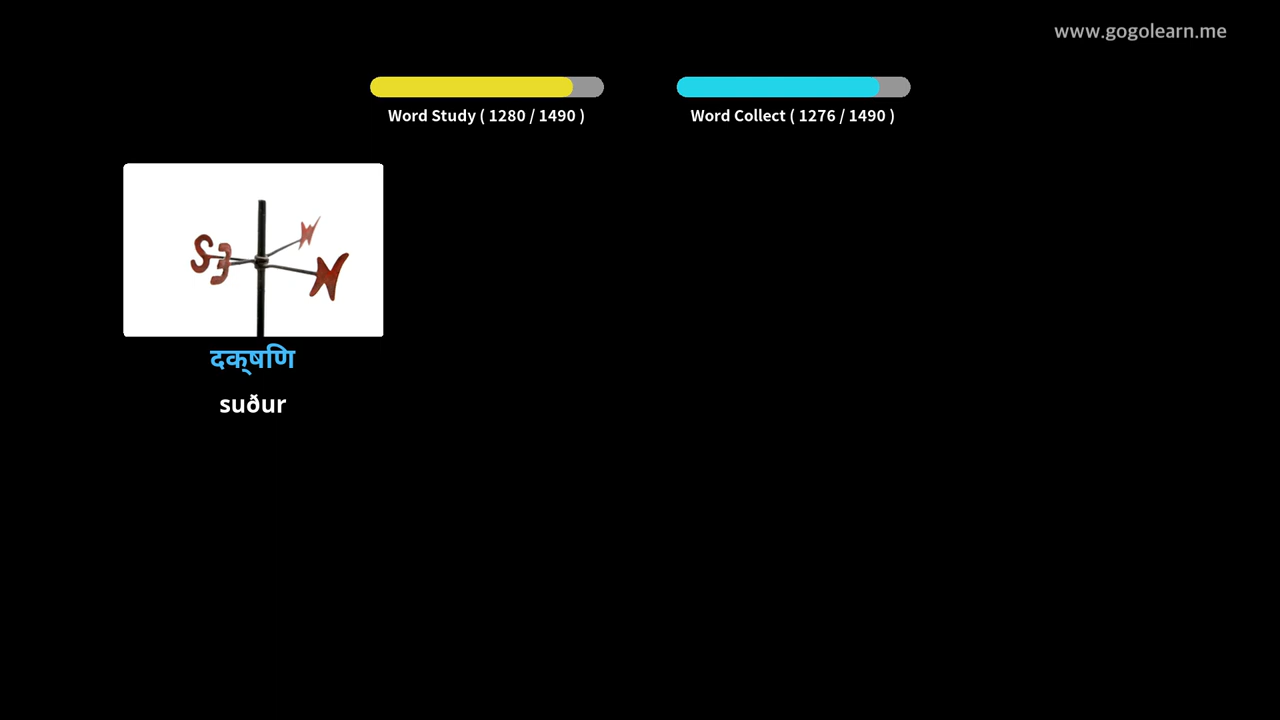 www.gogolearn.me
Word Study ( 1280 / 1490 )
Word Collect ( 1276 / 1490 )
S E N W
दक्षिण
suður